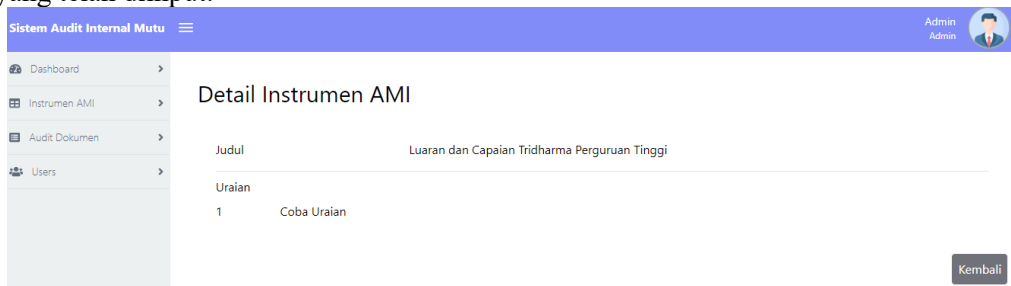 Sistem Audit Internal Mutu
Admin
Admin
Dashboard
Instrumen AMI
Audit Dokumen
Users
Detail Instrumen AMI
Judul Luaran dan Capaian Tridharma Perguruan Tinggi
Uraian
1 Coba Uraian
Kembali